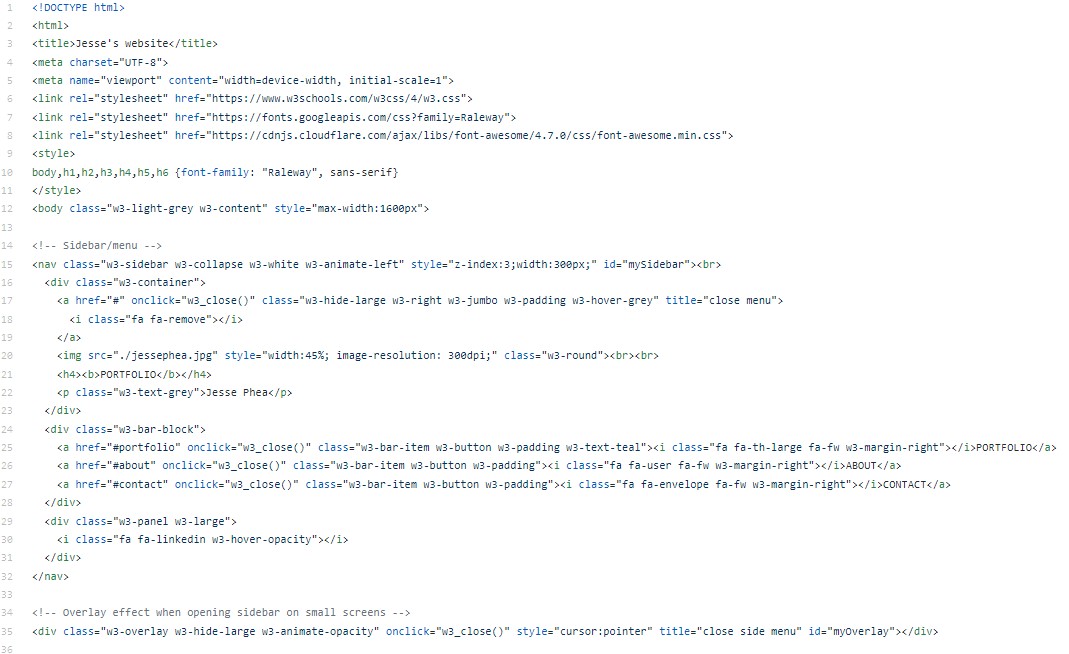 1 <!DOCTYPE html>
2 <html>
3 <title>Jesse's website</title>
4 <meta charset="UTF-8">
5 <meta name="viewport" content="width=device-width, initial-scale=1">
6 <link rel="stylesheet" href="https://www.w3schools.com/w3css/4/w3.css">
7 <link rel="stylesheet" href="https://fonts.googleapis.com/css?family=Raleway">
8 <link rel="stylesheet" href="https://cdnjs.cloudflare.com/ajax/libs/font-awesome/4.7.0/css/font-awesome.min.css">
9 <style>
10 body,h1,h2,h3,h4,h5,h6 {font-family: "Raleway", sans-serif}
11 </style>
12 <body class="w3-light-grey w3-content" style="max-width:1600px">
13
14 <!-- Sidebar/menu -->
15 <nav class="w3-sidebar w3-collapse w3-white w3-animate-left" style="z-index:3;width:300px;" id="mySidebar"><br>
16   <div class="w3-container">
17     <a href="#" onclick="w3_close()" class="w3-hide-large w3-right w3-jumbo w3-padding w3-hover-grey" title="close menu">
18       <i class="fa fa-remove"></i>
19     </a>
20     <img src="./jessephea.jpg" style="width:45%; image-resolution: 300dpi;" class="w3-round"><br><br>
21     <h4><b>PORTFOLIO</b></h4>
22     <p class="w3-text-grey">Jesse Phea</p>
23   </div>
24   <div class="w3-bar-block">
25     <a href="#portfolio" onclick="w3_close()" class="w3-bar-item w3-button w3-padding w3-text-teal"><i class="fa fa-th-large fa-fw w3-margin-right"></i>PORTFOLIO</a>
26     <a href="#about" onclick="w3_close()" class="w3-bar-item w3-button w3-padding"><i class="fa fa-user fa-fw w3-margin-right"></i>ABOUT</a>
27     <a href="#contact" onclick="w3_close()" class="w3-bar-item w3-button w3-padding"><i class="fa fa-envelope fa-fw w3-margin-right"></i>CONTACT</a>
28   </div>
29   <div class="w3-panel w3-large">
30     <i class="fa fa-linkedin w3-hover-opacity"></i>
31   </div>
32 </nav>
33
34 <!-- Overlay effect when opening sidebar on small screens -->
35 <div class="w3-overlay w3-hide-large w3-animate-opacity" onclick="w3_close()" style="cursor:pointer" title="close side menu" id="myOverlay"></div>
36